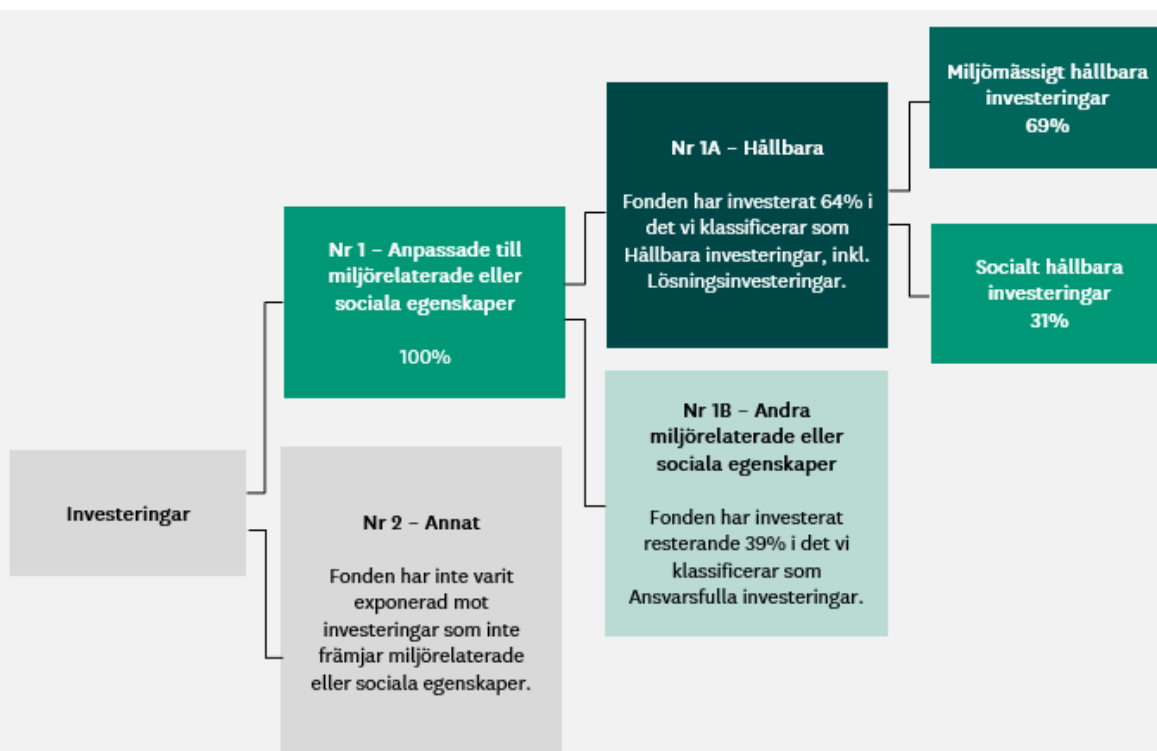 Investeringar
Nr 1 – Anpassade till
miljörelaterade eller
sociala egenskaper
100%
Nr 2 – Annat
Fonden har inte varit
exponerad mot
investeringar som inte
främjar miljörelaterade
eller sociala egenskaper.
Nr 1A – Hållbara
Fonden har investerat 64% i
det vi klassificerar som
Hållbara investeringar, inkl.
Lösningsinvesteringar.
Nr 1B – Andra
miljörelaterade eller
sociala egenskaper
Fonden har investerat
resterande 39% i det vi
klassificerar som
Ansvarsfulla investeringar.
Miljömässigt hållbara
investeringar
69%
Socialt hållbara
investeringar
31%